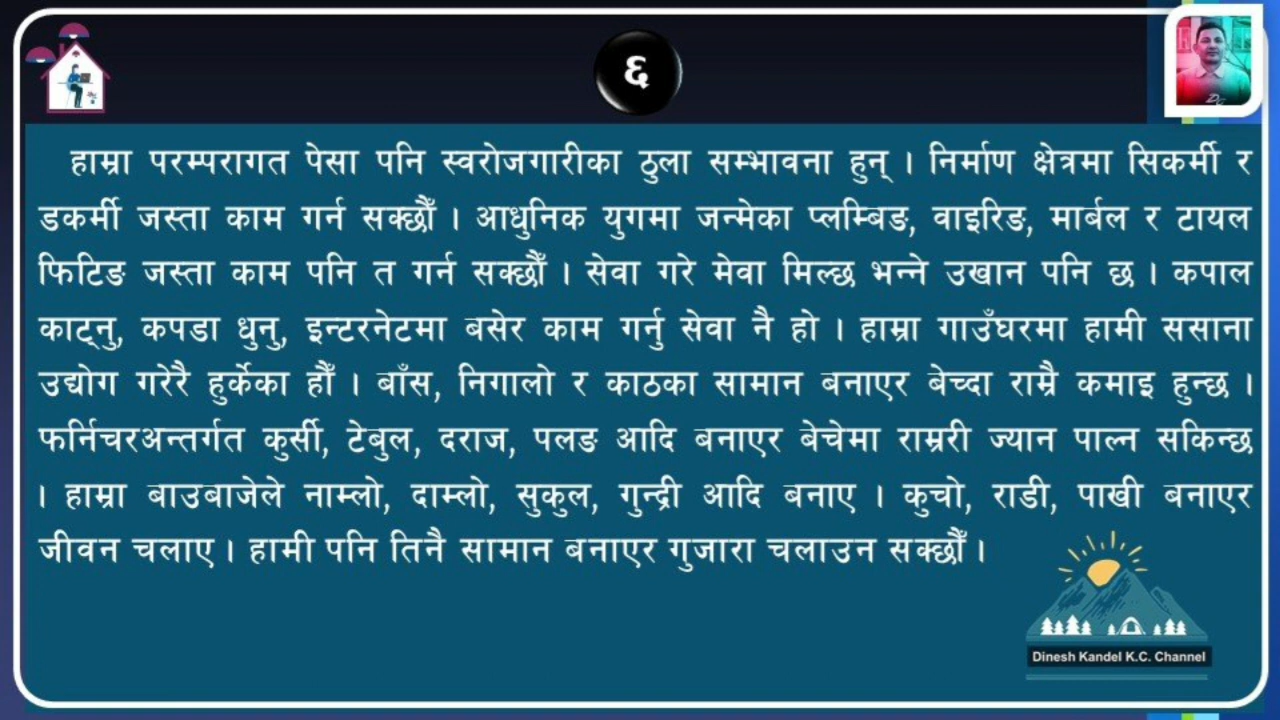 ६
हाम्रा परम्परागत पेसा पनि स्वरोजगारीका ठुला सम्भावना हुन् । निर्माण क्षेत्रमा सिकर्मी र
डकर्मी जस्ता काम गर्न सक्छौँ । आधुनिक युगमा जन्मेका प्लम्बिङ, वाइरिङ, मार्बल र टायल
फिटिङ जस्ता काम पनि त गर्न सक्छौँ । सेवा गरे मेवा मिल्छ भन्ने उखान पनि छ । कपाल
काट्नु, कपडा धुनु, इन्टरनेटमा बसेर काम गर्नु सेवा नै हो । हाम्रा गाउँघरमा हामी ससाना
उद्योग गरेरै हुर्केका हौँ । बाँस, निगालो र काठका सामान बनाएर बेच्दा राम्रै कमाइ हुन्छ ।
फर्निचरअन्तर्गत कुर्सी, टेबुल, दराज, पलङ आदि बनाएर बेचेमा राम्ररी ज्यान पाल्न सकिन्छ
। हाम्रा बाउबाजेले नाम्लो, दाम्लो, सुकुल, गुन्द्री आदि बनाए । कुचो, राडी, पाखी बनाएर
जीवन चलाए । हामी पनि तिनै सामान बनाएर गुजारा चलाउन सक्छौँ ।
Dinesh Kandel K.C. Channel